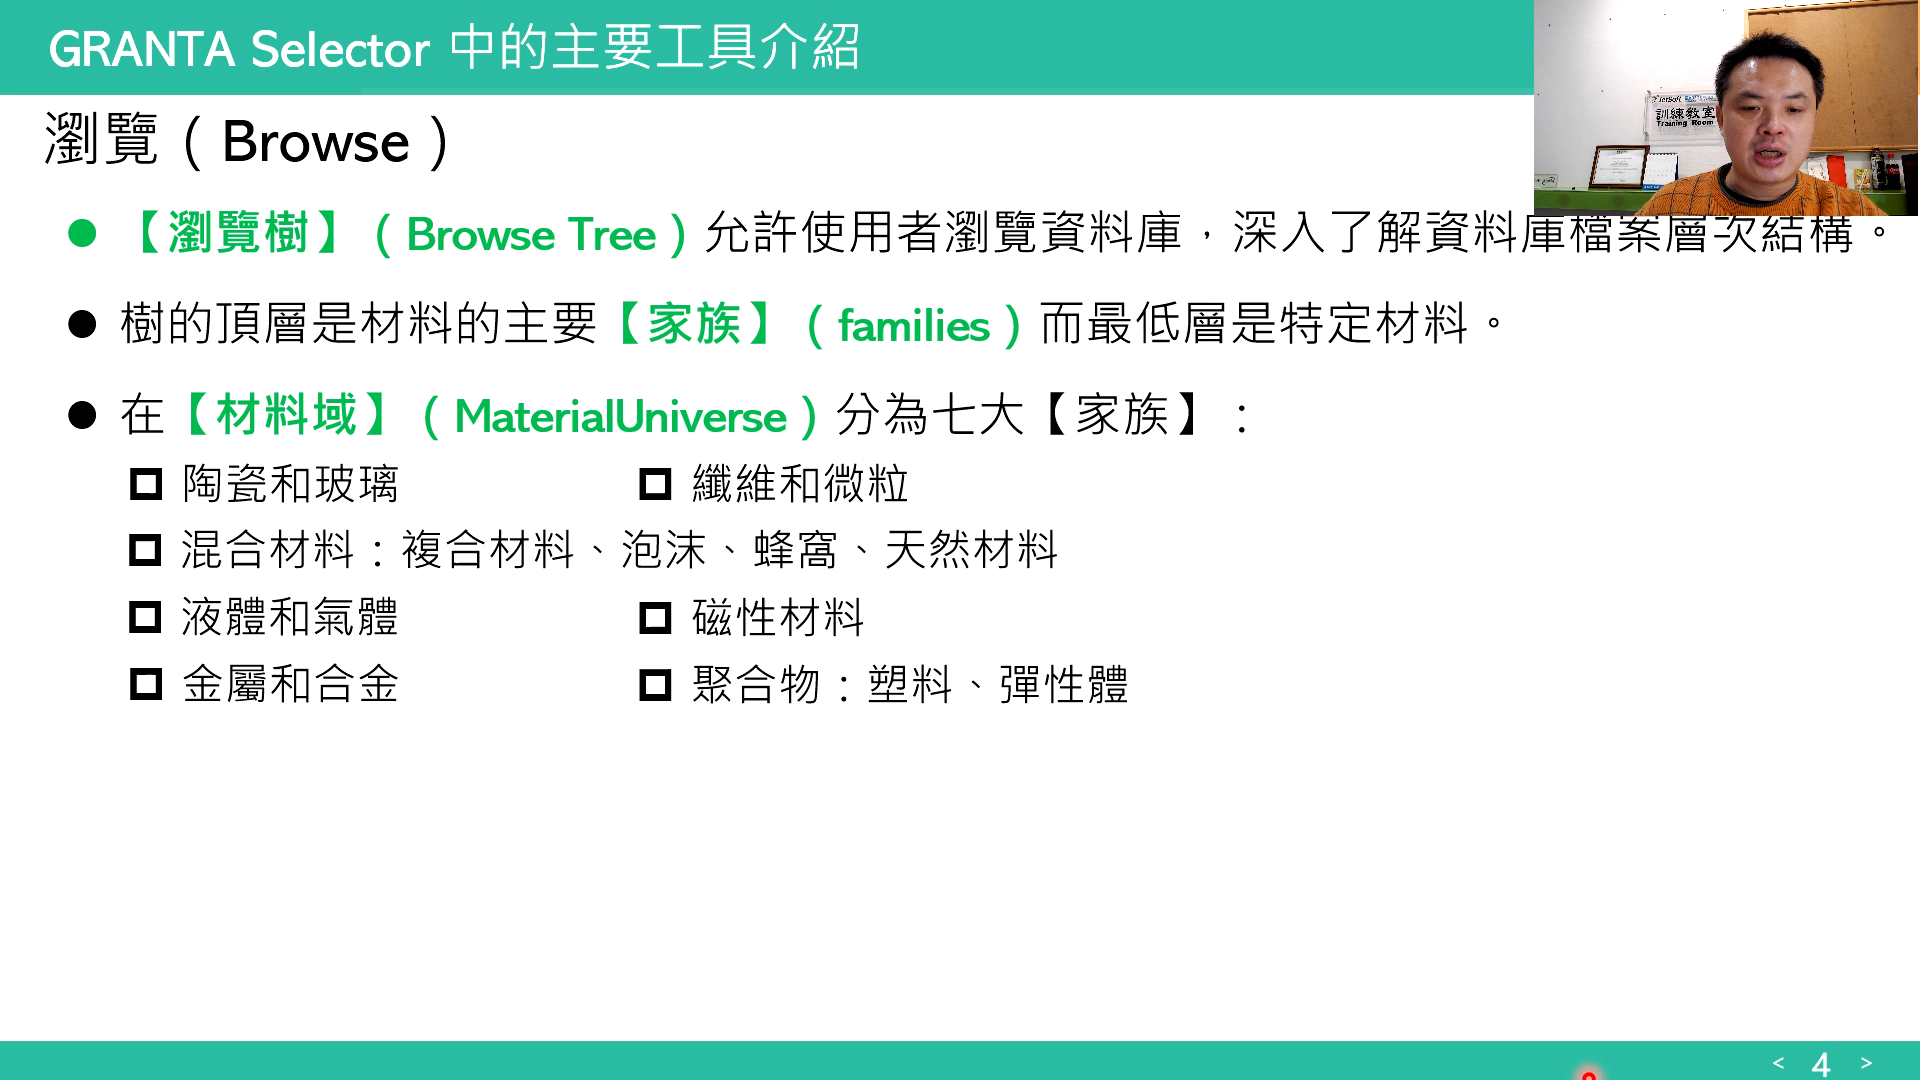 GRANTA Selector 中的主要工具介紹
瀏覽（Browse）
【瀏覽樹】（Browse Tree）允許使用者瀏覽資料庫，深入了解資料庫檔案層次結構。
樹的頂層是材料的主要【家族】（families）而最低層是特定材料。
在【材料域】（MaterialUniverse）分為七大【家族】：
陶瓷和玻璃
纖維和微粒
混合材料：複合材料、泡沫、蜂窩、天然材料
液體和氣體
磁性材料
金屬和合金
聚合物：塑料、彈性體
訓練教室
Training Room
< 4 >